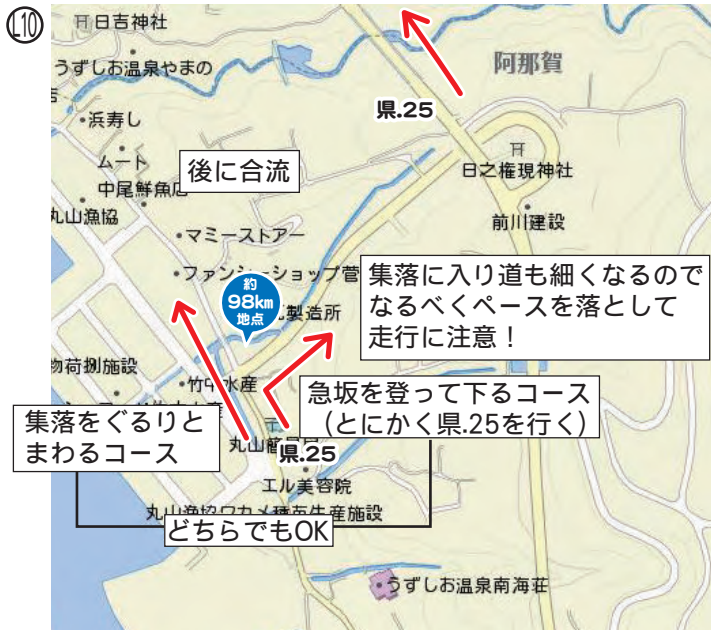 L10
日吉神社
うずしお温泉やまの
阿那賀
浜寿し
県.25
ムート
後に合流
日之権現神社
中尾鮮魚店
丸山漁協
前川建設
マミーストアー
ファンシーショップ菅
集落に入り道も細くなるので
なるべくペースを落として
走行に注意！
約
98km
地点
製造所
物荷捌施設
竹中水産
急坂を登って下るコース
（とにかく県.25を行く）
集落をぐるりと
まわるコース
県.25
エル美容院
丸山漁協ワカメ種苗生産施設
どちらでもOK
うずしお温泉南海荘